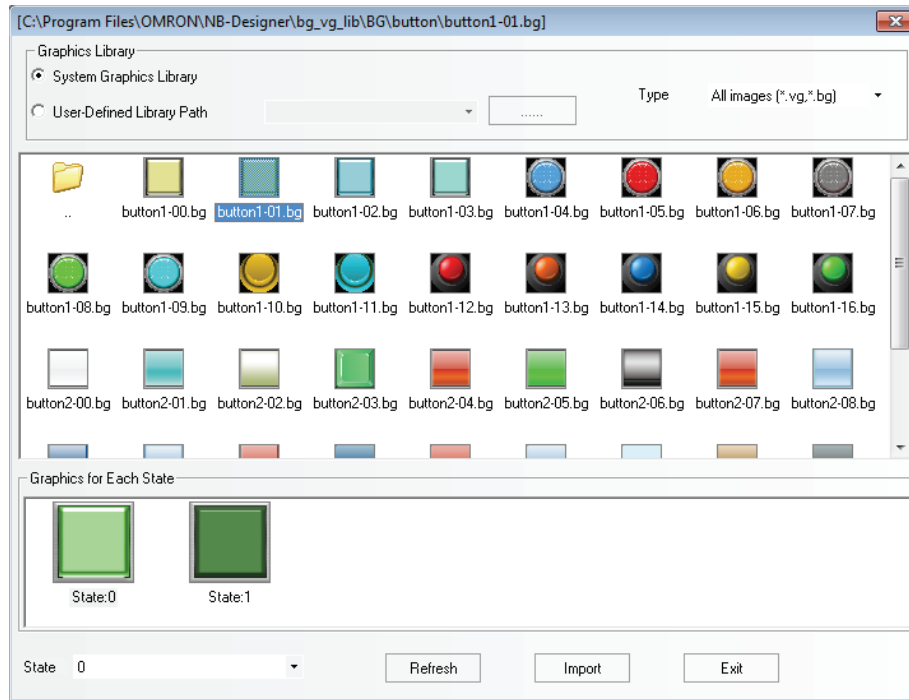 [C:\Program Files\OMRON\NB-Designer\bg_vg_lib\BG\button\button1-01.bg]
Graphics Library
System Graphics Library
User-Defined Library Path
......
Type
All images (*.vg,*.bg)
..
button1-00.bg
button1-01.bg
button1-02.bg
button1-03.bg
button1-04.bg
button1-05.bg
button1-06.bg
button1-07.bg
button1-08.bg
button1-09.bg
button1-10.bg
button1-11.bg
button1-12.bg
button1-13.bg
button1-14.bg
button1-15.bg
button1-16.bg
button2-00.bg
button2-01.bg
button2-02.bg
button2-03.bg
button2-04.bg
button2-05.bg
button2-06.bg
button2-07.bg
button2-08.bg
Graphics for Each State
State:0
State:1
State
0
Refresh
Import
Exit